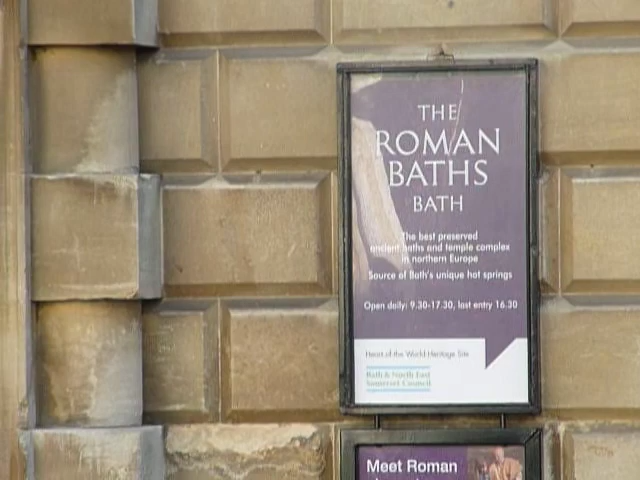 THE
ROMAN
BATHS
BATH
The best preserved
ancient baths and temple complex
in northern Europe
Source of Bath's unique hot springs
Open daily: 9.30-17.30, last entry 16.30
Heart of the World Heritage Site
Bath & North East
Somerset Council
Meet Roman